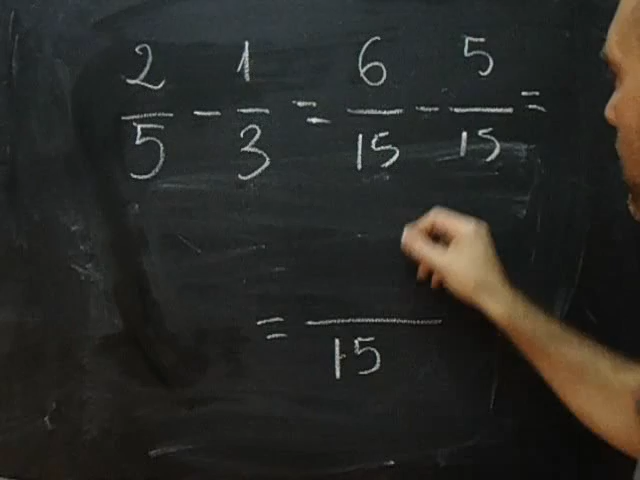 2/5 - 1/3 = 6/15 - 5/15 =
= /15